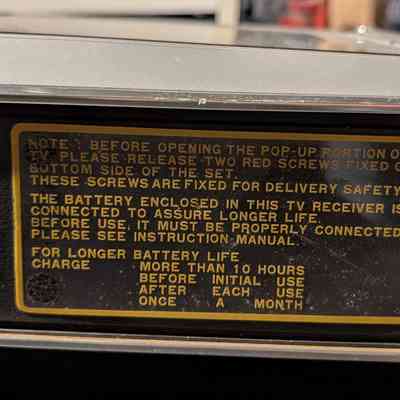 NOTE : BEFORE OPENING THE POP-UP PORTION O
TV PLEASE RELEASE TWO RED SCREWS FIXED O
BOTTOM SIDE OF THE SET.
THESE SCREWS ARE FIXED FOR DELIVERY SAFETY
THE BATTERY ENCLOSED IN THIS TV RECEIVER IS
CONNECTED TO ASSURE LONGER LIFE.
BEFORE USE, IT MUST BE PROPERLY CONNECTED
PLEASE SEE INSTRUCTION MANUAL.
FOR LONGER BATTERY LIFE
CHARGE MORE THAN 10 HOURS
BEFORE INITIAL USE
AFTER EACH USE
ONCE A MONTH